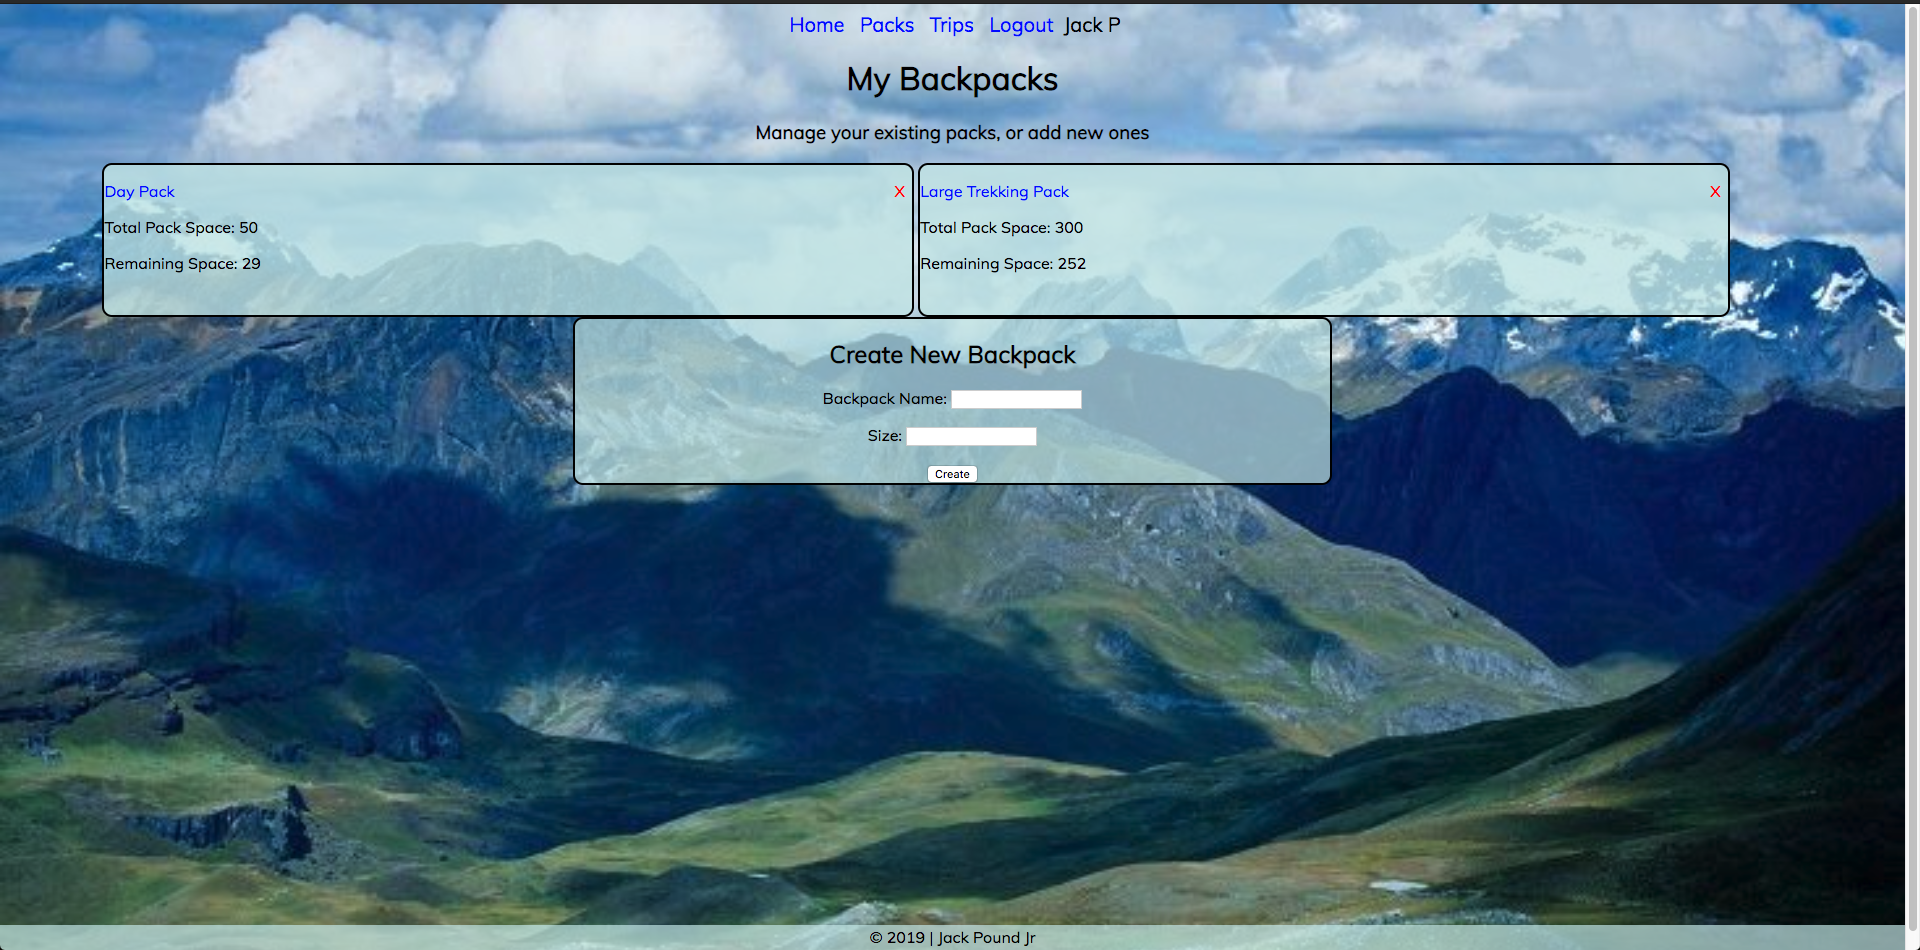 Home Packs Trips Logout Jack P
My Backpacks
Manage your existing packs, or add new ones
Day Pack X
Total Pack Space: 50
Remaining Space: 29
Large Trekking Pack X
Total Pack Space: 300
Remaining Space: 252
Create New Backpack
Backpack Name:
Size:
Create
© 2019 | Jack Pound Jr